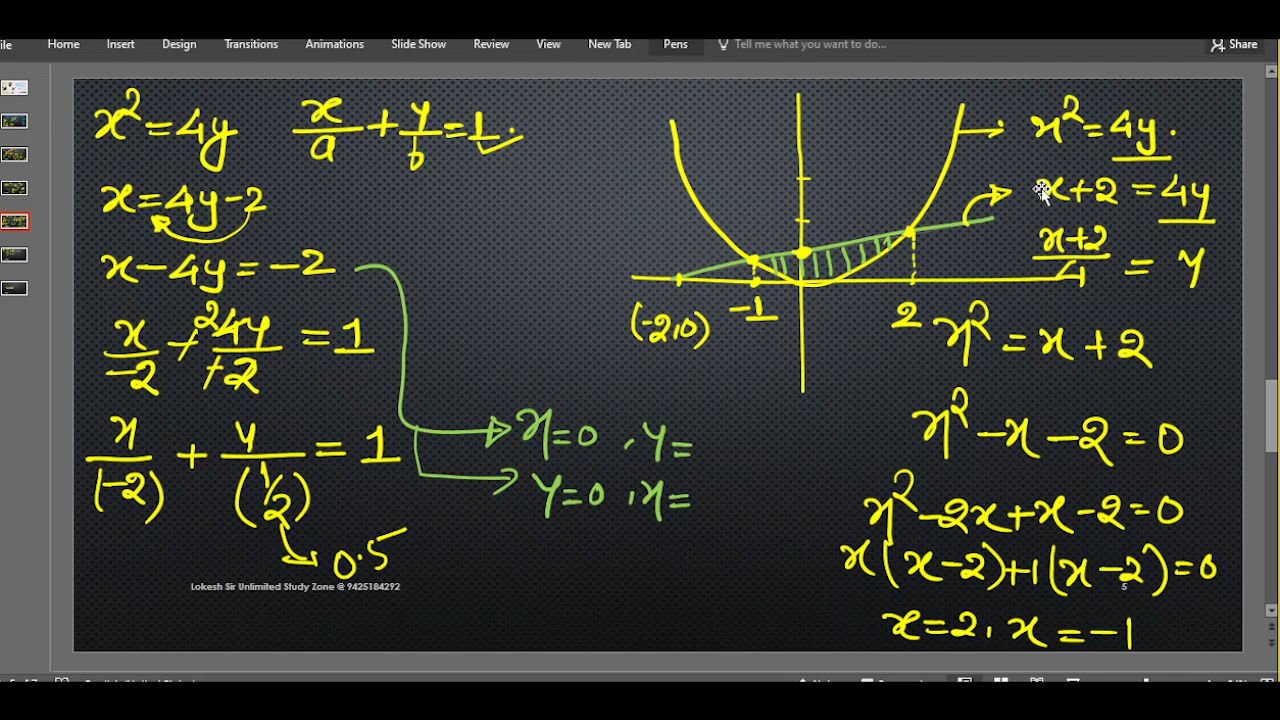 ile Home Insert Design Transitions Animations Slide Show Review View New Tab Pens Tell me what you want to do... Share
x² = 4y
x/a + y/b = 1.
x = 4y - 2
x - 4y = -2
x/-2 - 4y/-2 = 1
2
x/(-2) + y/(1/2) = 1
0.5
x = 0 , y =
y = 0 , x =
(-2,0)
-1
2
x² = 4y.
x + 2 = 4y
x+2/4 = y
x² = x + 2
x² - x - 2 = 0
x² - 2x + x - 2 = 0
x(x-2)+1(x-2)=0
x = 2, x = -1
Lokesh Sir Unlimited Study Zone @ 9425184292
5